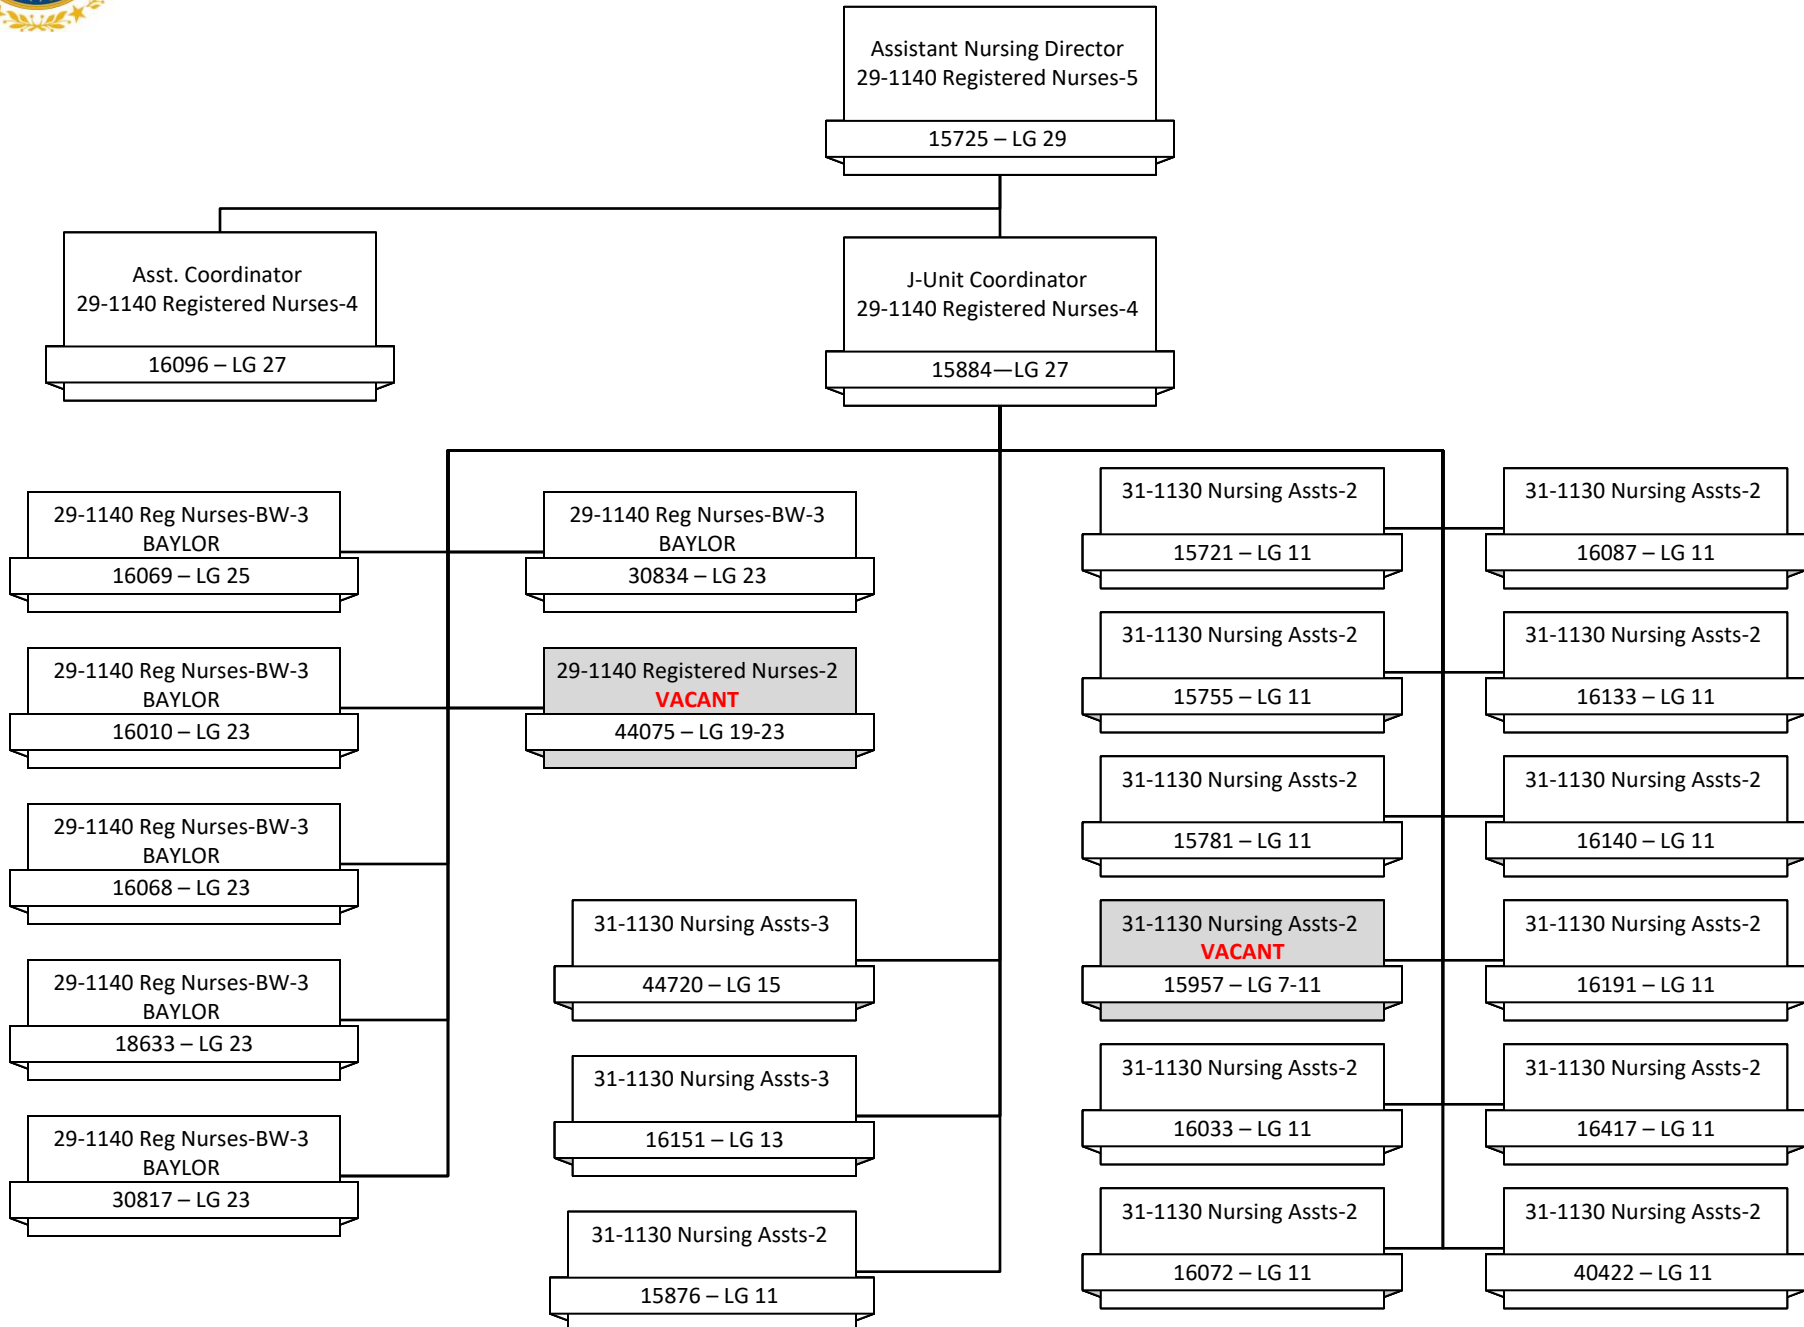 Assistant Nursing Director
29-1140 Registered Nurses-5
15725 – LG 29
Asst. Coordinator
29-1140 Registered Nurses-4
16096 – LG 27
J-Unit Coordinator
29-1140 Registered Nurses-4
15884—LG 27
29-1140 Reg Nurses-BW-3
BAYLOR
16069 – LG 25
29-1140 Reg Nurses-BW-3
BAYLOR
16010 – LG 23
29-1140 Reg Nurses-BW-3
BAYLOR
16068 – LG 23
29-1140 Reg Nurses-BW-3
BAYLOR
18633 – LG 23
29-1140 Reg Nurses-BW-3
BAYLOR
30817 – LG 23
29-1140 Reg Nurses-BW-3
BAYLOR
30834 – LG 23
29-1140 Registered Nurses-2
VACANT
44075 – LG 19-23
31-1130 Nursing Assts-3
44720 – LG 15
31-1130 Nursing Assts-3
16151 – LG 13
31-1130 Nursing Assts-2
15876 – LG 11
31-1130 Nursing Assts-2
15721 – LG 11
31-1130 Nursing Assts-2
15755 – LG 11
31-1130 Nursing Assts-2
15781 – LG 11
31-1130 Nursing Assts-2
VACANT
15957 – LG 7-11
31-1130 Nursing Assts-2
16033 – LG 11
31-1130 Nursing Assts-2
16072 – LG 11
31-1130 Nursing Assts-2
16087 – LG 11
31-1130 Nursing Assts-2
16133 – LG 11
31-1130 Nursing Assts-2
16140 – LG 11
31-1130 Nursing Assts-2
16191 – LG 11
31-1130 Nursing Assts-2
16417 – LG 11
31-1130 Nursing Assts-2
40422 – LG 11